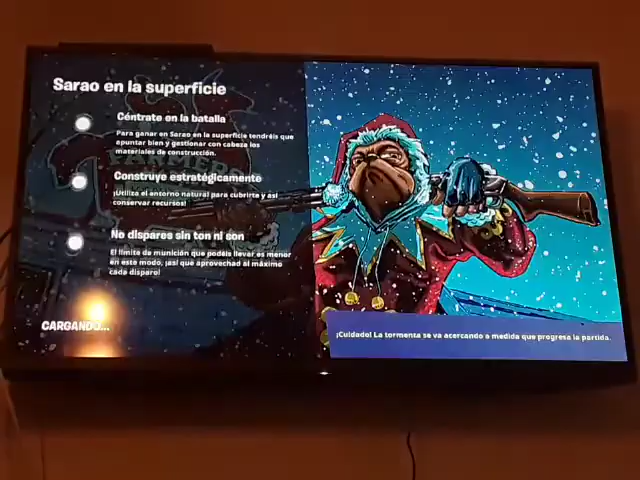 Sarao en la superficie
Céntrate en la batalla
Para ganar en Sarao en la superficie tendréis que
apuntar bien y gestionar con cabeza los
materiales de construcción.
Construye estratégicamente
¡Utiliza el entorno natural para cubrirte y así
conservar recursos!
No dispares sin ton ni son
El límite de munición que podéis llevar es menor
en este modo, ¡así que aprovechad al máximo
cada disparo!
CARGANDO...
¡Cuidado! La tormenta se va acercando a medida que progresa la partida.